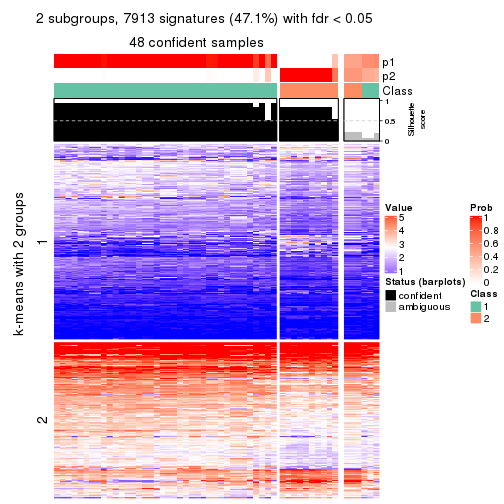 2 subgroups, 7913 signatures (47.1%) with fdr < 0.05
48 confident samples
p1
p2
Class
1
0.5
0
Silhouette
score
k-means with 2 groups
1
2
Value
5
4
3
2
1
Status (barplots)
confident
ambiguous
Prob
1
0.8
0.6
0.4
0.2
0
Class
1
2